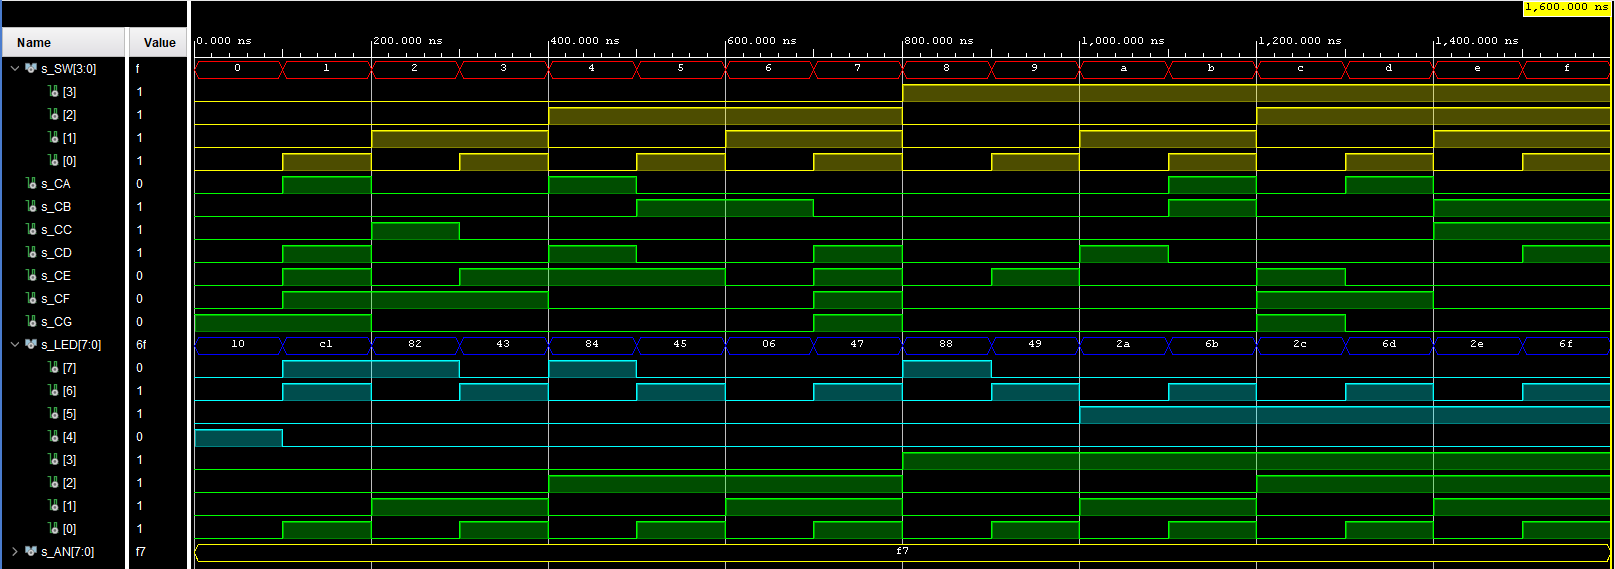 1,600.000 ns
Name Value 0.000 ns 200.000 ns 400.000 ns 600.000 ns 800.000 ns 1,000.000 ns 1,200.000 ns 1,400.000 ns
s_SW[3:0] f 0 1 2 3 4 5 6 7 8 9 a b c d e f
[3] 1
[2] 1
[1] 1
[0] 1
s_CA 0
s_CB 1
s_CC 1
s_CD 1
s_CE 0
s_CF 0
s_CG 0
s_LED[7:0] 6f 10 c1 82 43 84 45 06 47 88 49 2a 6b 2c 6d 2e 6f
[7] 0
[6] 1
[5] 1
[4] 0
[3] 1
[2] 1
[1] 1
[0] 1
s_AN[7:0] f7 f7